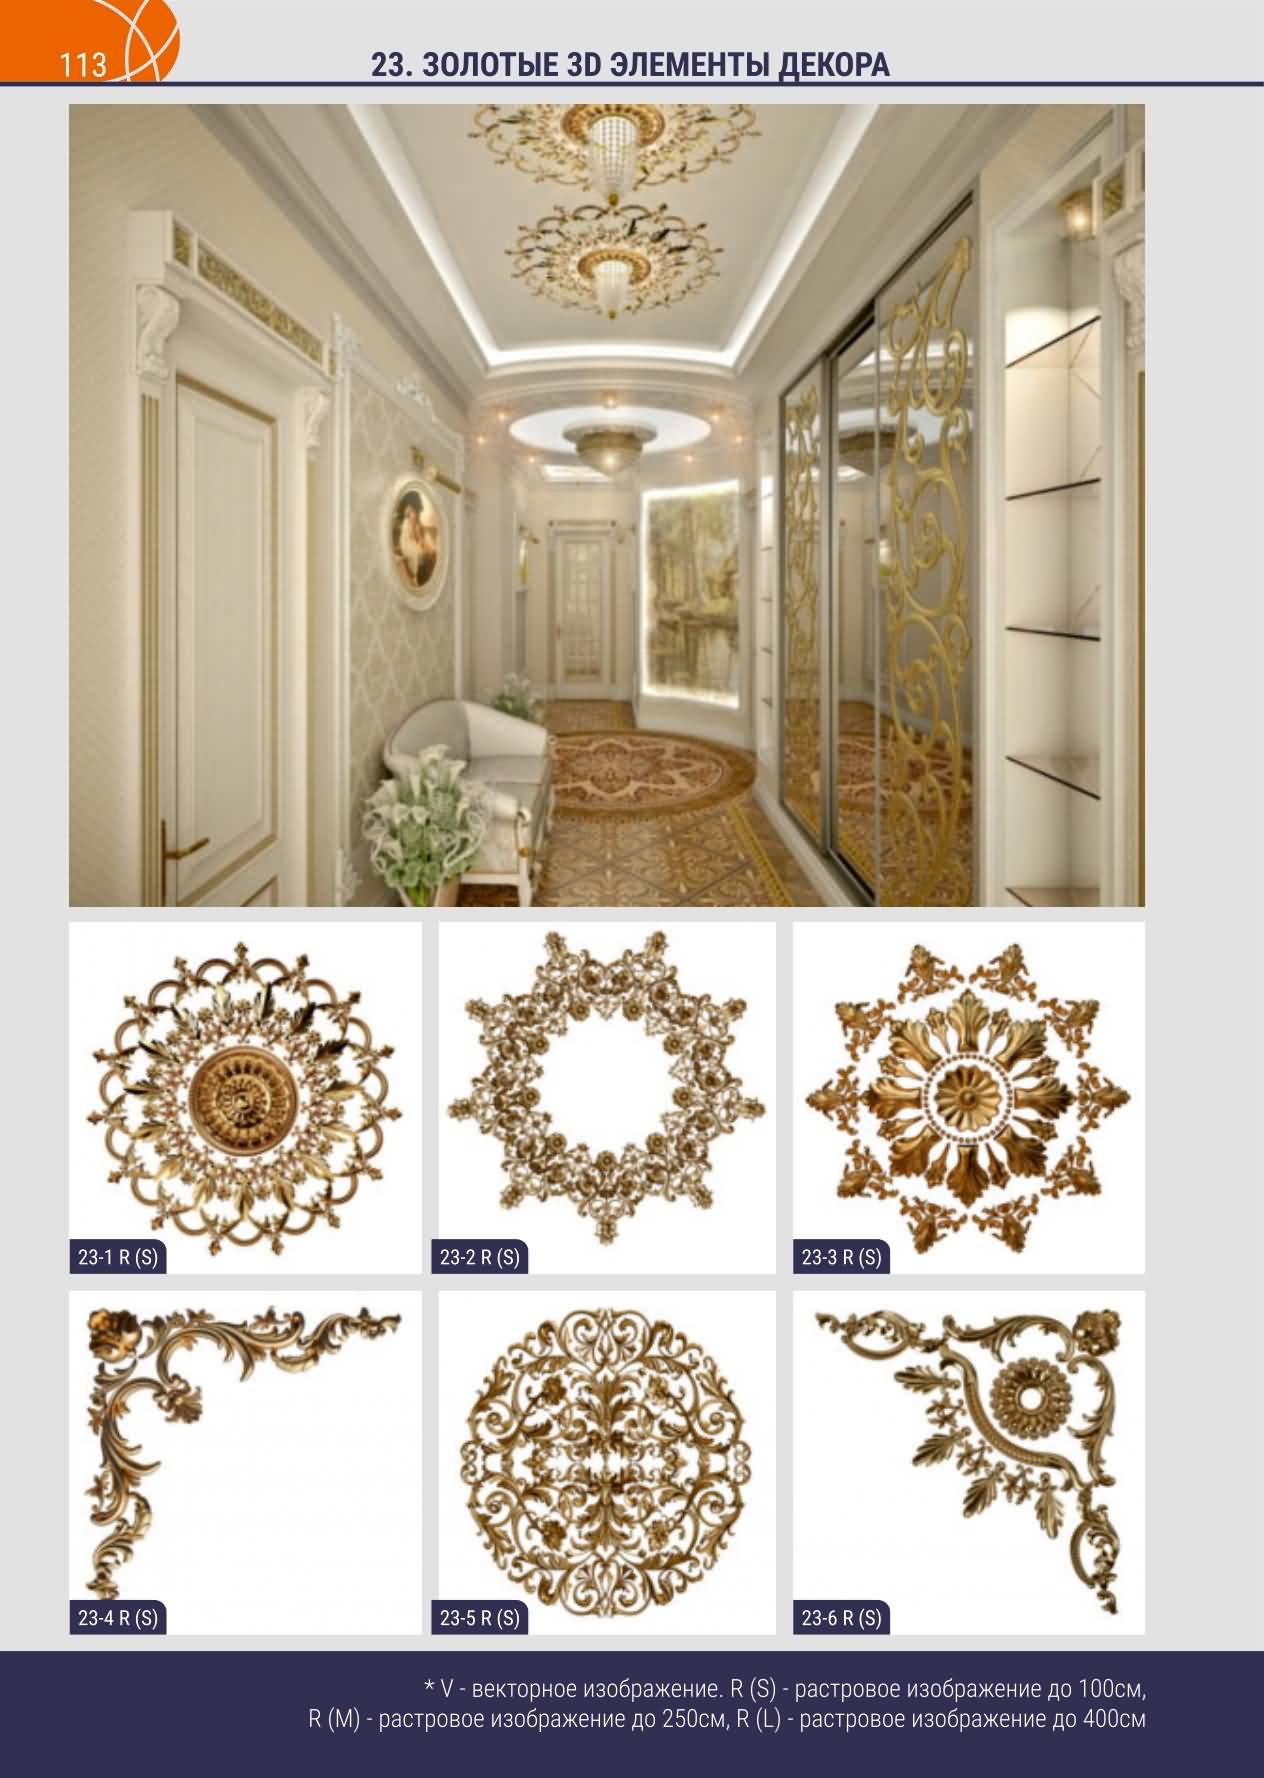 113
23. ЗОЛОТЫЕ 3D ЭЛЕМЕНТЫ ДЕКОРА
23-1 R (S)
23-2 R (S)
23-3 R (S)
23-4 R (S)
23-5 R (S)
23-6 R (S)
* V - векторное изображение. R (S) - растровое изображение до 100см,
R (M) - растровое изображение до 250см, R (L) - растровое изображение до 400см